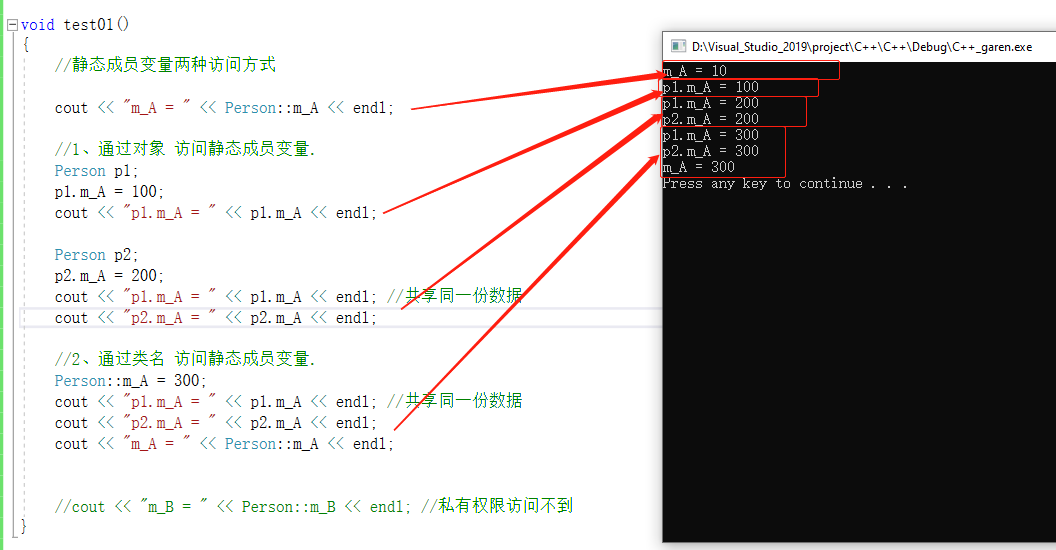 void test01()
{
//静态成员变量两种访问方式
cout << "m_A = " << Person::m_A << endl;
//1、通过对象 访问静态成员变量.
Person p1;
p1.m_A = 100;
cout << "p1.m_A = " << p1.m_A << endl;
Person p2;
p2.m_A = 200;
cout << "p1.m_A = " << p1.m_A << endl; //共享同一份数据
cout << "p2.m_A = " << p2.m_A << endl;
//2、通过类名 访问静态成员变量.
Person::m_A = 300;
cout << "p1.m_A = " << p1.m_A << endl; //共享同一份数据
cout << "p2.m_A = " << p2.m_A << endl;
cout << "m_A = " << Person::m_A << endl;
//cout << "m_B = " << Person::m_B << endl; //私有权限访问不到
}
D:\Visual_Studio_2019\project\C++\C++\Debug\C++_garen.exe
m_A = 10
p1.m_A = 100
p1.m_A = 200
p2.m_A = 200
p1.m_A = 300
p2.m_A = 300
m_A = 300
Press any key to continue . . .